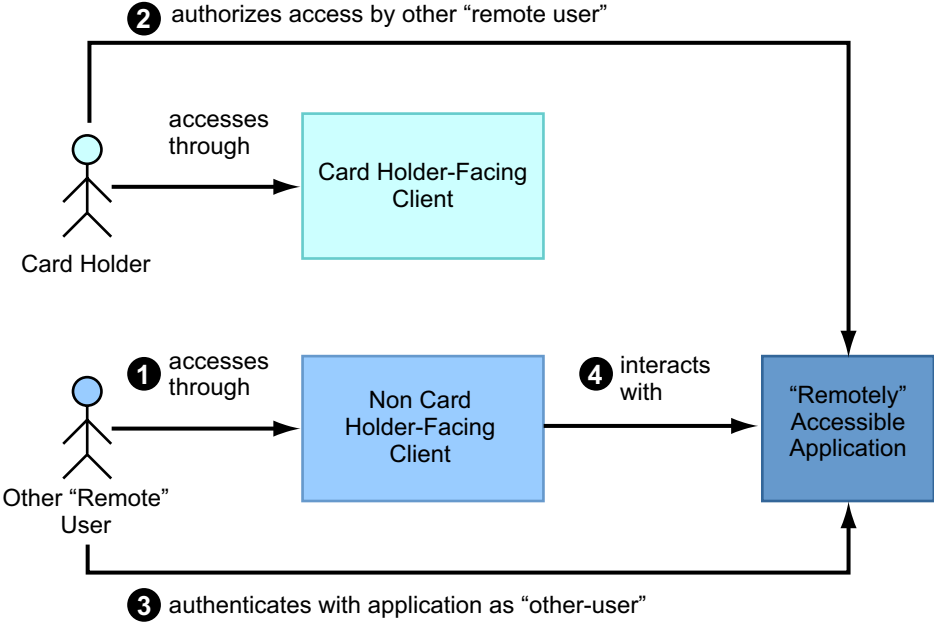 2 authorizes access by other “remote user”
accesses
through
Card Holder-Facing
Client
Card Holder
1 accesses
through
Non Card
Holder-Facing
Client
4 interacts
with
“Remotely”
Accessible
Application
Other “Remote”
User
3 authenticates with application as “other-user”